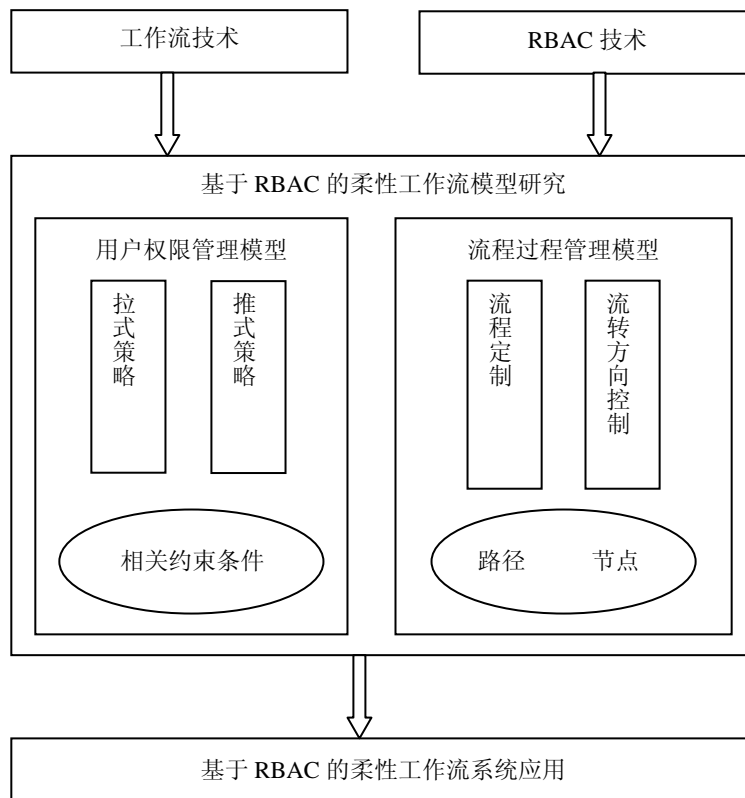 工作流技术
RBAC 技术
基于 RBAC 的柔性工作流模型研究
用户权限管理模型
流程过程管理模型
拉式策略
推式策略
流程定制
流转方向控制
相关约束条件
路径 节点
基于 RBAC 的柔性工作流系统应用